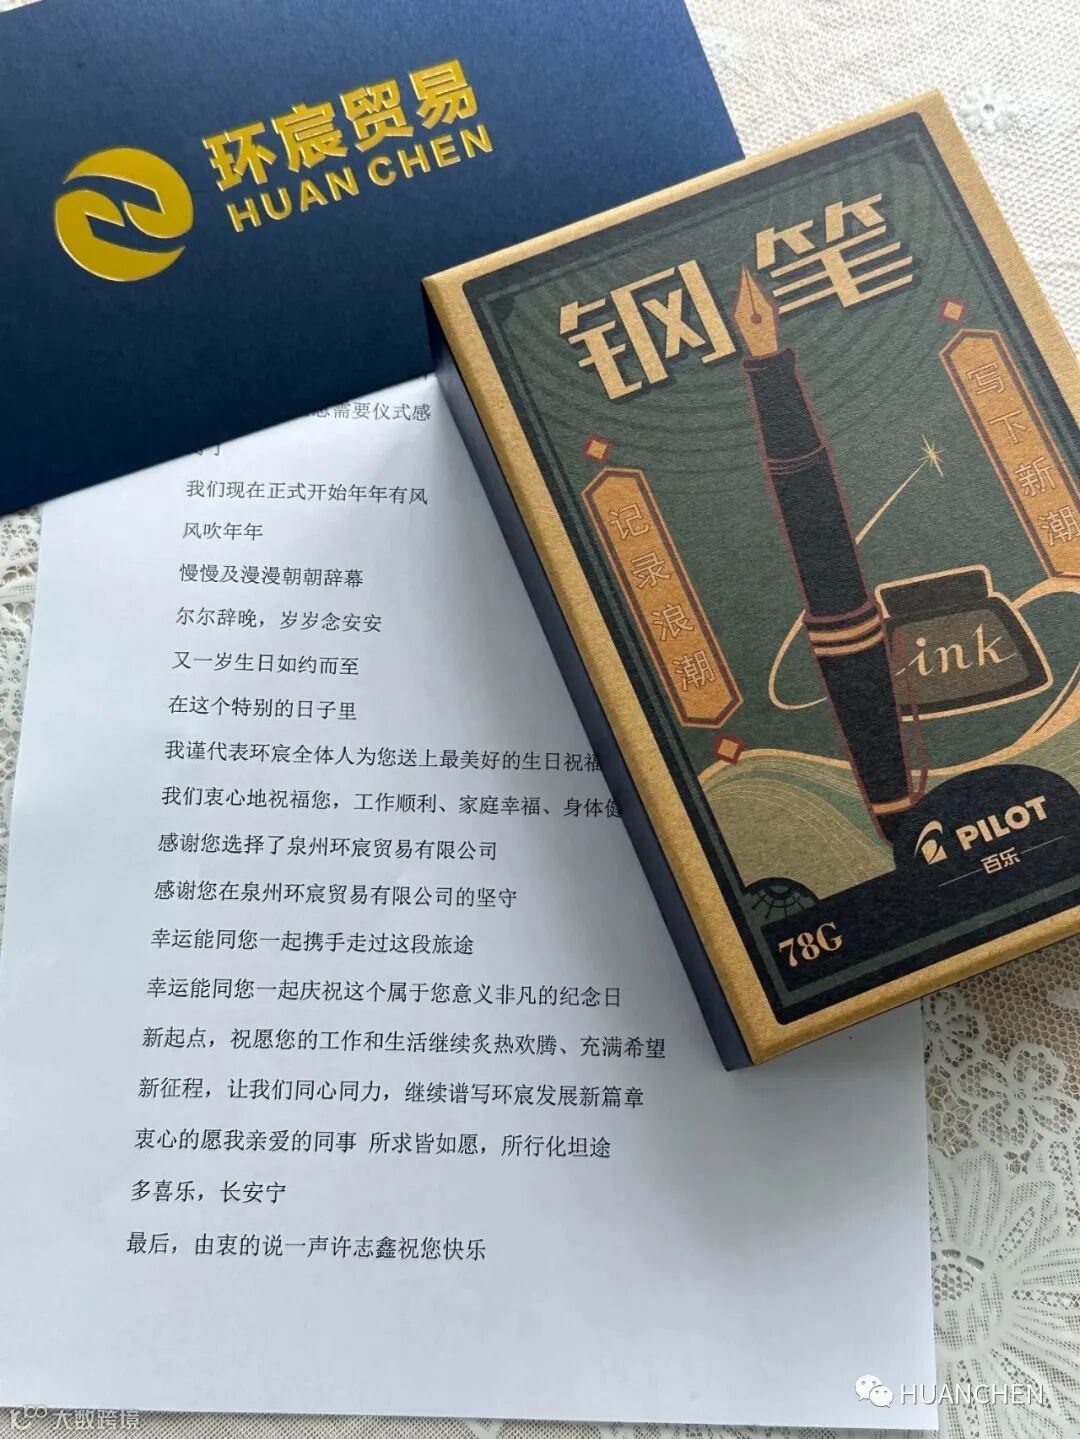 环宸贸易
HUAN CHEN
钢笔
写下新潮
记录浪潮
ink
PILOT
百乐
78G
需要仪式感
我们现在正式开始年年有风
风吹年年
慢慢及漫漫朝朝辞幕
尔尔辞晚，岁岁念安安
又一岁生日如约而至
在这个特别的日子里
我谨代表环宸全体人为您送上最美好的生日祝福
我们衷心地祝福您，工作顺利、家庭幸福、身体健
感谢您选择了泉州环宸贸易有限公司
感谢您在泉州环宸贸易有限公司的坚守
幸运能同您一起携手走过这段旅途
幸运能同您一起庆祝这个属于您意义非凡的纪念日
新起点，祝愿您的工作和生活继续炙热欢腾、充满希望
新征程，让我们同心同力，继续谱写环宸发展新篇章
衷心的愿我亲爱的同事 所求皆如愿，所行化坦途
多喜乐，长安宁
最后，由衷的说一声许志鑫祝您快乐
HUANCHEN
大数跨境